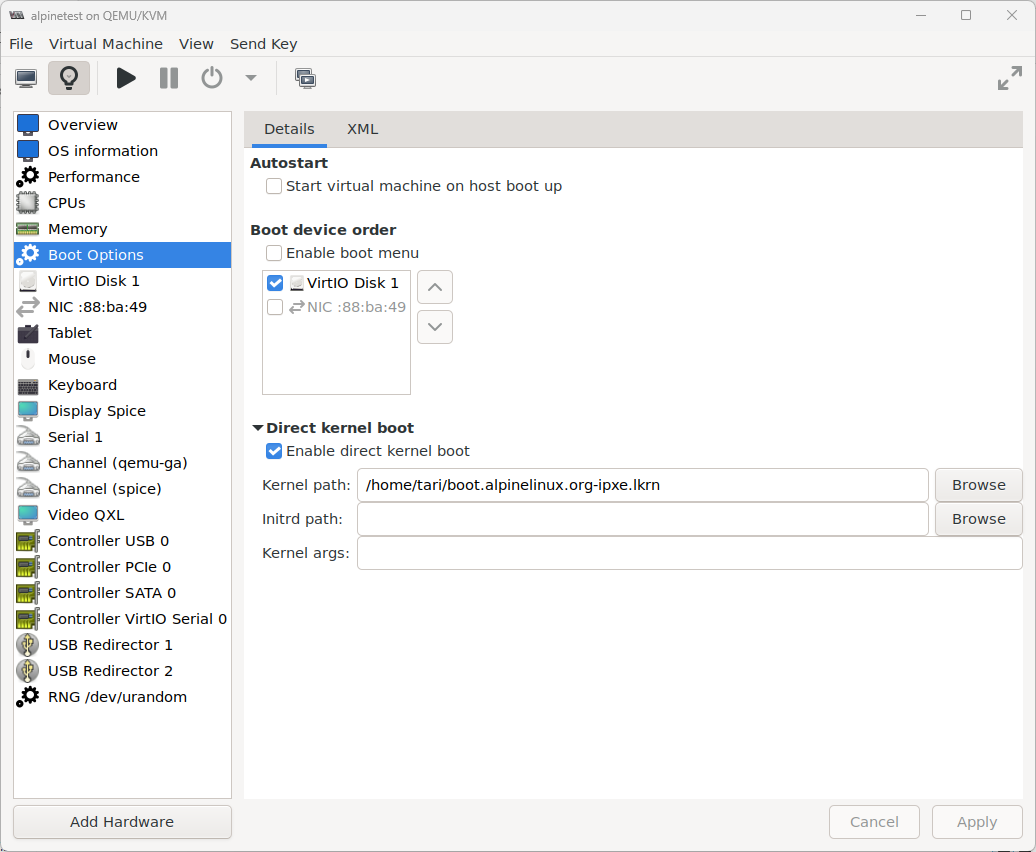 alpinetest on QEMU/KVM
File Virtual Machine View Send Key
Overview
OS information
Performance
CPUs
Memory
Boot Options
VirtIO Disk 1
NIC :88:ba:49
Tablet
Mouse
Keyboard
Display Spice
Serial 1
Channel (qemu-ga)
Channel (spice)
Video QXL
Controller USB 0
Controller PCIe 0
Controller SATA 0
Controller VirtIO Serial 0
USB Redirector 1
USB Redirector 2
RNG /dev/urandom
Add Hardware
Details XML
Autostart
Start virtual machine on host boot up
Boot device order
Enable boot menu
VirtIO Disk 1
NIC :88:ba:49
Direct kernel boot
Enable direct kernel boot
Kernel path: /home/tari/boot.alpinelinux.org-ipxe.lkrn Browse
Initrd path: Browse
Kernel args:
Cancel Apply